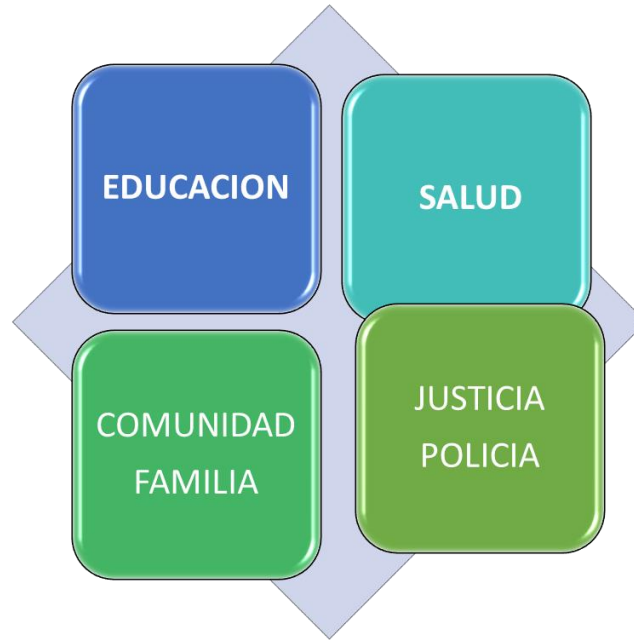 EDUCACION
SALUD
COMUNIDAD
FAMILIA
JUSTICIA
POLICIA